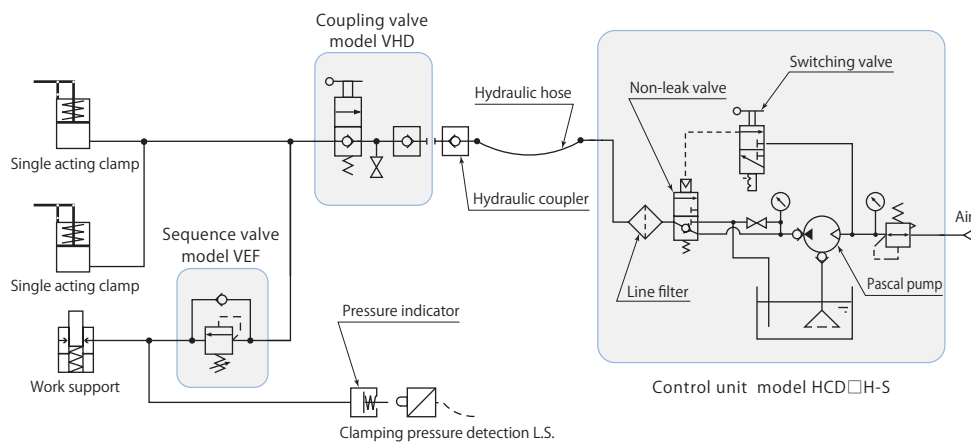 Coupling valve
model VHD
Switching valve
Non-leak valve
Hydraulic hose
Single acting clamp
Hydraulic coupler
Air
Sequence valve
model VEF
Single acting clamp
Line filter
Pascal pump
Pressure indicator
Work support
Control unit model HCD□H-S
Clamping pressure detection L.S.